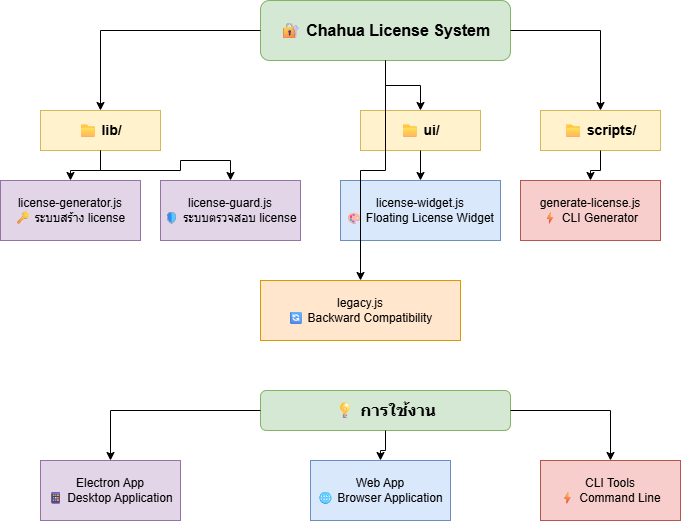 🔐 Chahua License System
📁 lib/
📁 ui/
📁 scripts/
license-generator.js
🔑 ระบบสร้าง license
license-guard.js
🛡️ ระบบตรวจสอบ license
license-widget.js
🎨 Floating License Widget
generate-license.js
⚡ CLI Generator
legacy.js
🔄 Backward Compatibility
💡 การใช้งาน
Electron App
🖥️ Desktop Application
Web App
🌐 Browser Application
CLI Tools
⚡ Command Line